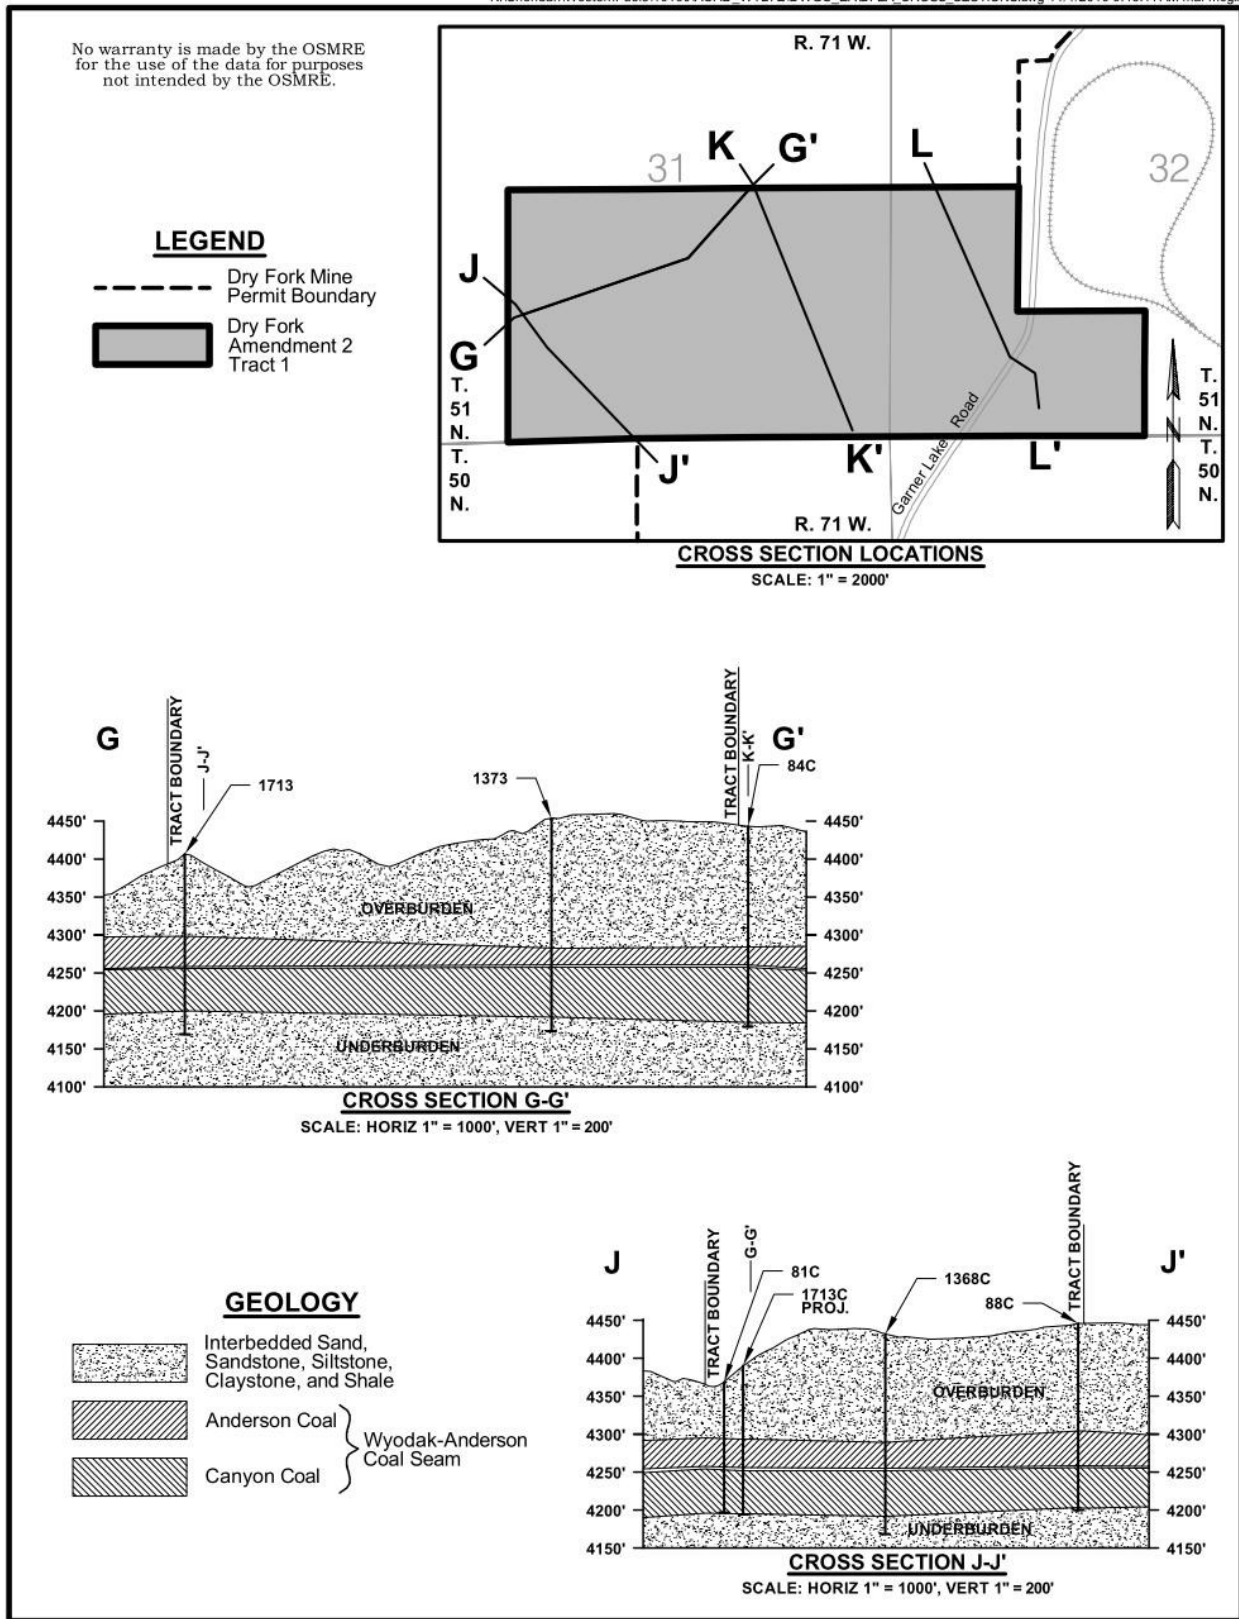 No warranty is made by the OSMRE
for the use of the data for purposes
not intended by the OSMRE.
LEGEND
Dry Fork Mine
Permit Boundary
Dry Fork
Amendment 2
Tract 1
R. 71 W.
31
32
K
G'
L
J
G
T.
51
N.
T.
50
N.
J'
K'
L'
Garner Lake Road
N
T.
51
N.
T.
50
N.
R. 71 W.
CROSS SECTION LOCATIONS
SCALE: 1" = 2000'
G
TRACT BOUNDARY
J-J'
1713
1373
TRACT BOUNDARY
K-K'
G'
84C
4450'
4400'
4350'
4300'
4250'
4200'
4150'
4100'
OVERBURDEN
UNDERBURDEN
4450'
4400'
4350'
4300'
4250'
4200'
4150'
4100'
CROSS SECTION G-G'
SCALE: HORIZ 1" = 1000', VERT 1" = 200'
GEOLOGY
Interbedded Sand,
Sandstone, Siltstone,
Claystone, and Shale
Anderson Coal
Canyon Coal
Wyodak-Anderson
Coal Seam
J
TRACT BOUNDARY
G-G'
81C
1713C
PROJ.
1368C
88C
TRACT BOUNDARY
J'
4450'
4400'
4350'
4300'
4250'
4200'
4150'
OVERBURDEN
UNDERBURDEN
4450'
4400'
4350'
4300'
4250'
4200'
4150'
CROSS SECTION J-J'
SCALE: HORIZ 1" = 1000', VERT 1" = 200'